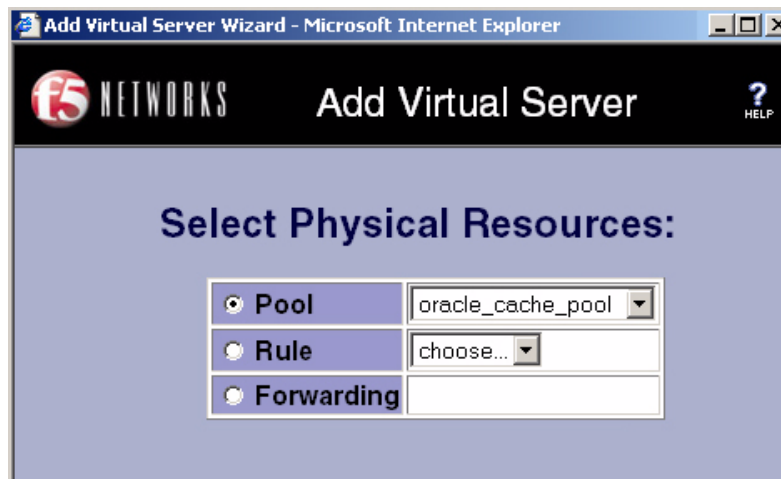 Add Virtual Server Wizard - Microsoft Internet Explorer
f5 NETWORKS
Add Virtual Server
?
HELP
Select Physical Resources:
Pool
oracle_cache_pool
Rule
choose...
Forwarding